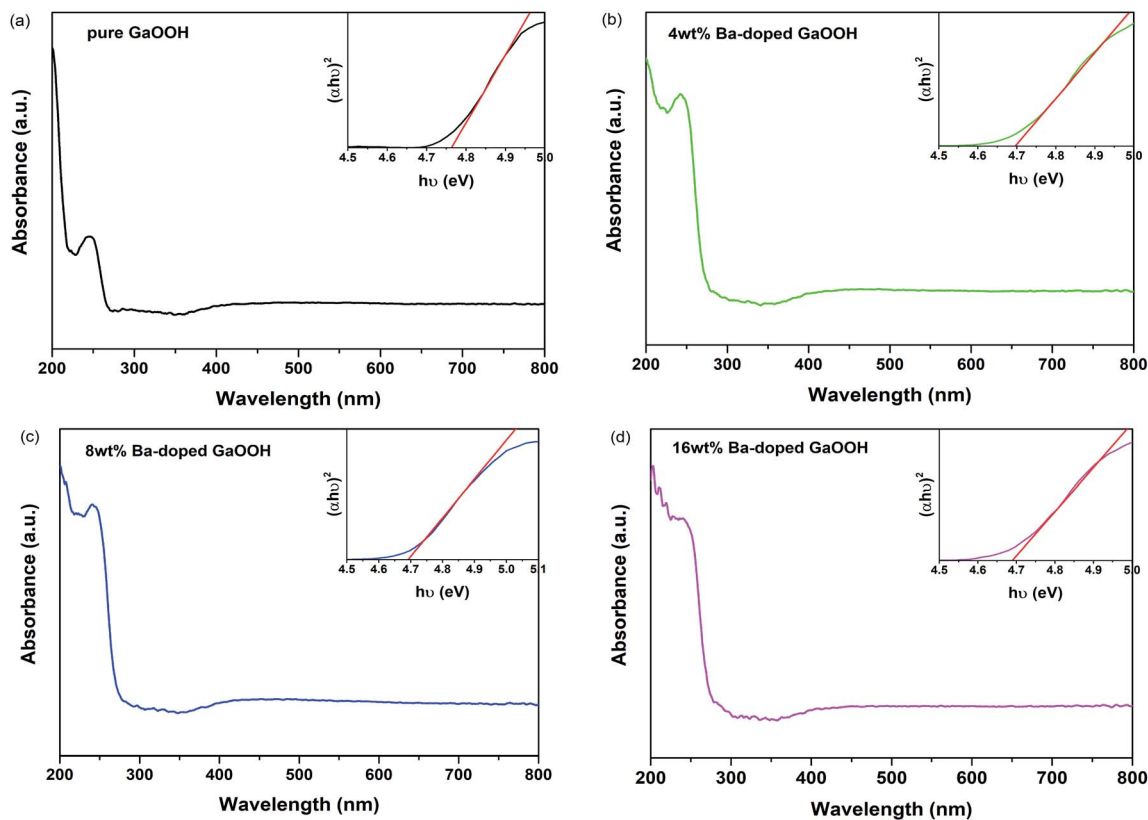 (a)
pure GaOOH
Absorbance (a.u.)
200 300 400 500 600 700 800
Wavelength (nm)
(αhυ)²
4.5 4.6 4.7 4.8 4.9 5.0
hυ (eV)
(b)
4wt% Ba-doped GaOOH
Absorbance (a.u.)
200 300 400 500 600 700 800
Wavelength (nm)
(αhυ)²
4.5 4.6 4.7 4.8 4.9 5.0
hυ (eV)
(c)
8wt% Ba-doped GaOOH
Absorbance (a.u.)
200 300 400 500 600 700 800
Wavelength (nm)
(αhυ)²
4.5 4.6 4.7 4.8 4.9 5.0 5.1
hυ (eV)
(d)
16wt% Ba-doped GaOOH
Absorbance (a.u.)
200 300 400 500 600 700 800
Wavelength (nm)
(αhυ)²
4.5 4.6 4.7 4.8 4.9 5.0
hυ (eV)